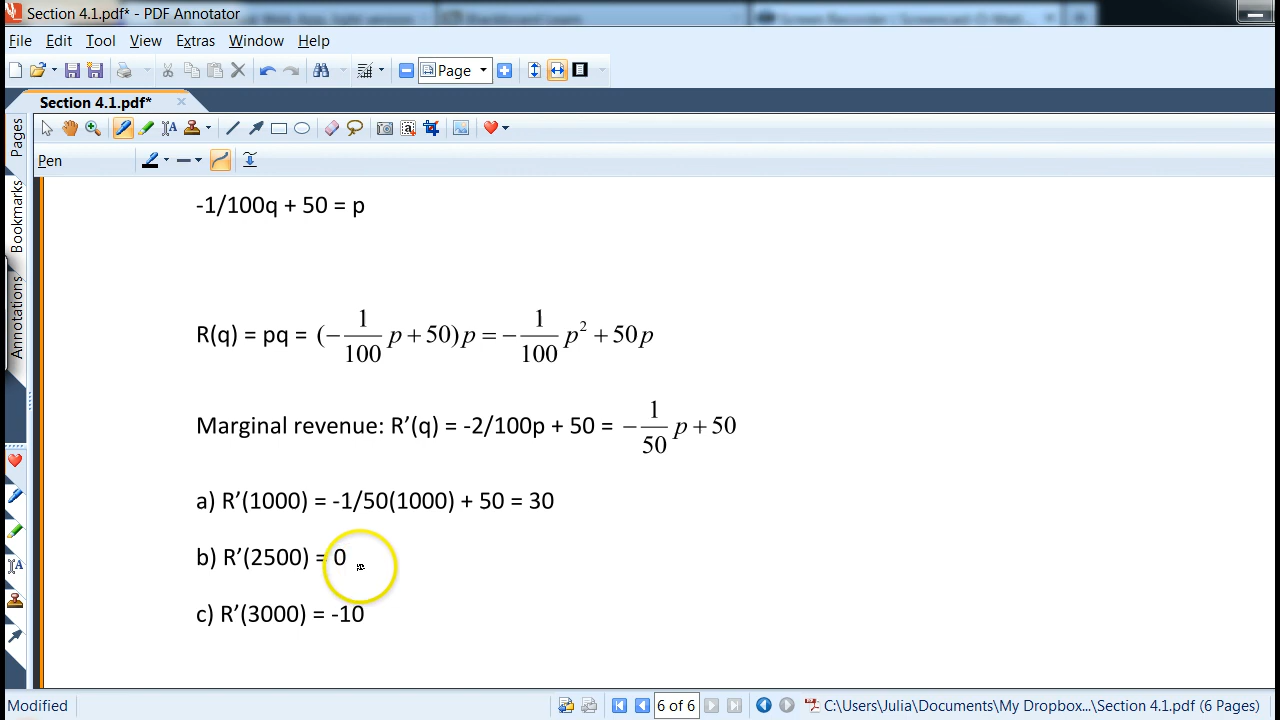 Section 4.1.pdf* - PDF Annotator
File Edit Tool View Extras Window Help
Page
Section 4.1.pdf*
Pages
Bookmarks
Annotations
Pen
-1/100q + 50 = p
R(q) = pq = (-1/100 p + 50)p = -1/100 p² + 50p
Marginal revenue: R’(q) = -2/100p + 50 = -1/50 p + 50
a) R’(1000) = -1/50(1000) + 50 = 30
b) R’(2500) = 0
c) R’(3000) = -10
Modified
6 of 6
C:\Users\Julia\Documents\My Dropbox...\Section 4.1.pdf (6 Pages)